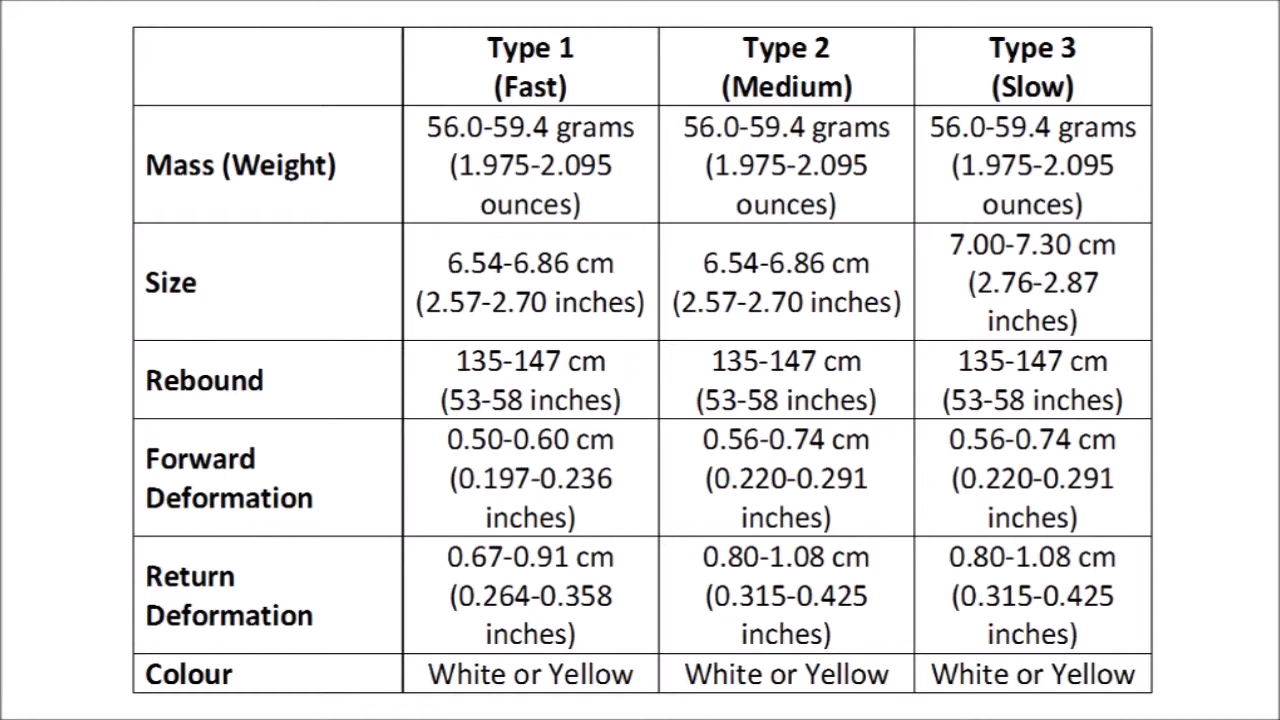 Type 1
(Fast)
Type 2
(Medium)
Type 3
(Slow)
Mass (Weight)
56.0-59.4 grams
(1.975-2.095
ounces)
56.0-59.4 grams
(1.975-2.095
ounces)
56.0-59.4 grams
(1.975-2.095
ounces)
Size
6.54-6.86 cm
(2.57-2.70 inches)
6.54-6.86 cm
(2.57-2.70 inches)
7.00-7.30 cm
(2.76-2.87
inches)
Rebound
135-147 cm
(53-58 inches)
135-147 cm
(53-58 inches)
135-147 cm
(53-58 inches)
Forward
Deformation
0.50-0.60 cm
(0.197-0.236
inches)
0.56-0.74 cm
(0.220-0.291
inches)
0.56-0.74 cm
(0.220-0.291
inches)
Return
Deformation
0.67-0.91 cm
(0.264-0.358
inches)
0.80-1.08 cm
(0.315-0.425
inches)
0.80-1.08 cm
(0.315-0.425
inches)
Colour
White or Yellow
White or Yellow
White or Yellow